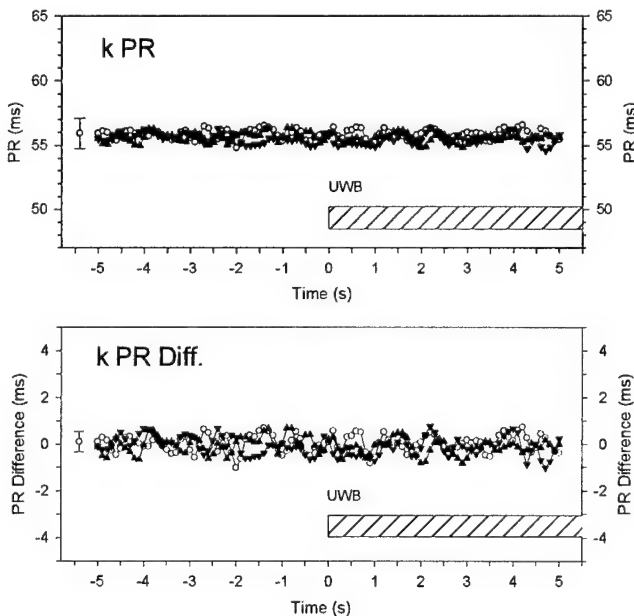 k PR
65 65
60 60
55 55
50 50
PR (ms) PR (ms)
UWB
-5 -4 -3 -2 -1 0 1 2 3 4 5
Time (s)
k PR Diff.
4 4
2 2
0 0
-2 -2
-4 -4
PR Difference (ms) PR Difference (ms)
UWB
-5 -4 -3 -2 -1 0 1 2 3 4 5
Time (s)